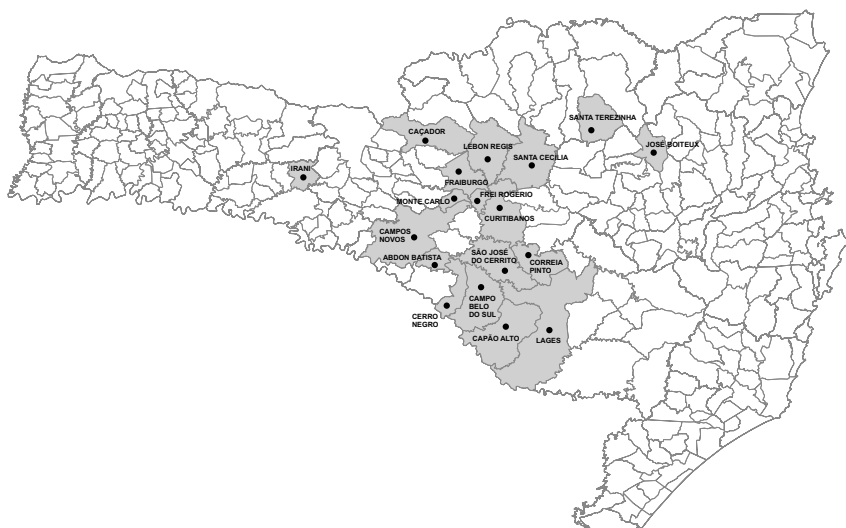 SANTA TEREZINHA
CAÇADOR
JOSÉ BOITEUX
LEBON REGIS
SANTA CECÍLIA
IRANI
FRAIBURGO
FREI ROGÉRIO
MONTE CARLO
CURITIBANOS
CAMPOS
NOVOS
SÃO JOSÉ
DO CERRITO
ABDON BATISTA
CORREIA
PINTO
CAMPO
BELO
DO SUL
CERRO
NEGRO
CAPÃO ALTO
LAGES